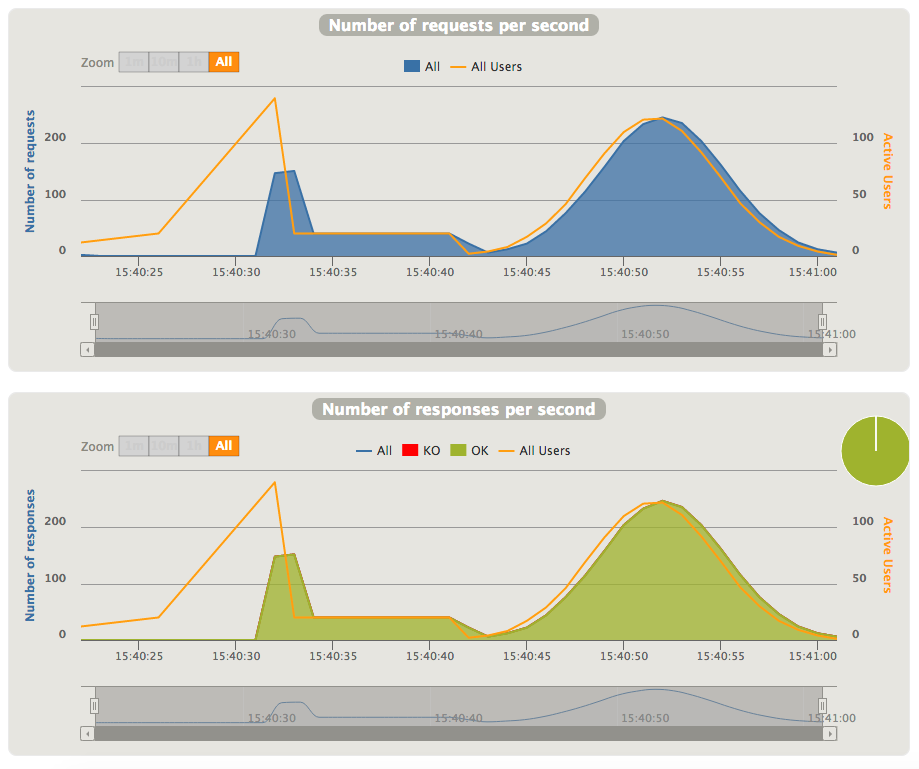 Number of requests per second
Zoom 1m 10m 1h All
All All Users
Number of requests
200
100
0
Active Users
100
50
0
15:40:25 15:40:30 15:40:35 15:40:40 15:40:45 15:40:50 15:40:55 15:41:00
15:40:30 15:40:40 15:40:50 15:41:00
Number of responses per second
Zoom 1m 10m 1h All
All KO OK All Users
Number of responses
200
100
0
Active Users
100
50
0
15:40:25 15:40:30 15:40:35 15:40:40 15:40:45 15:40:50 15:40:55 15:41:00
15:40:30 15:40:40 15:40:50 15:41:00